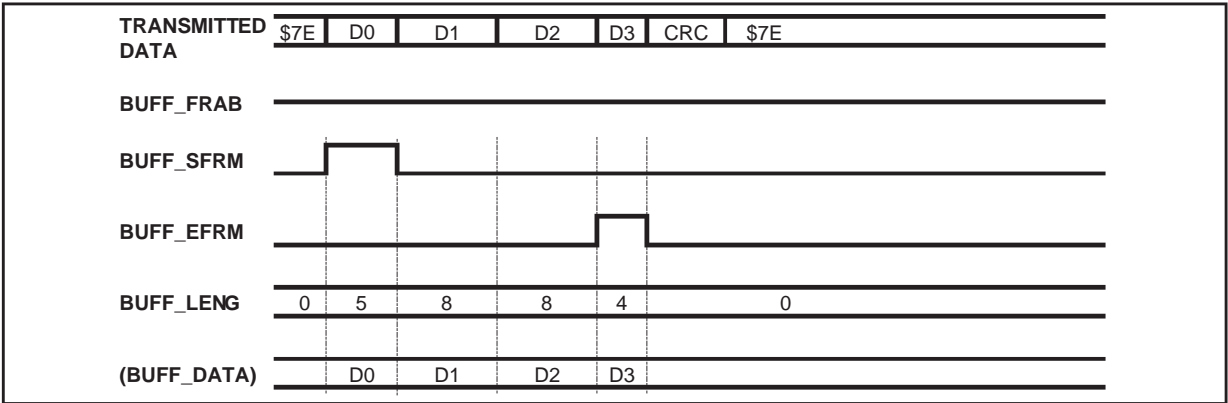 TRANSMITTED DATA $7E D0 D1 D2 D3 CRC $7E
BUFF_FRAB
BUFF_SFRM
BUFF_EFRM
BUFF_LENG 0 5 8 8 4 0
(BUFF_DATA) D0 D1 D2 D3